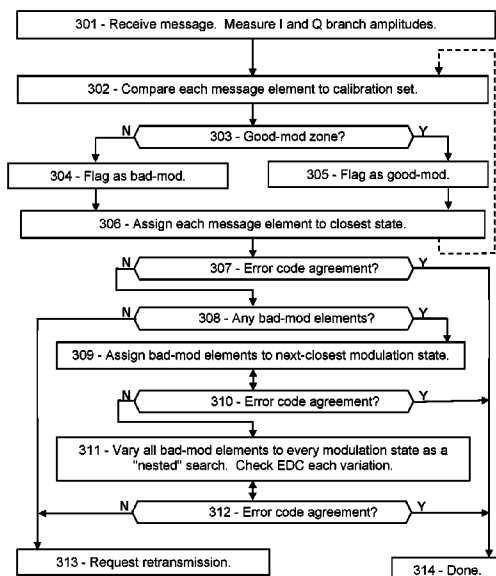 301 - Receive message. Measure I and Q branch amplitudes.
302 - Compare each message element to calibration set.
N
303 - Good-mod zone?
Y
304 - Flag as bad-mod.
305 - Flag as good-mod.
306 - Assign each message element to closest state.
N
307 - Error code agreement?
Y
N
308 - Any bad-mod elements?
Y
309 - Assign bad-mod elements to next-closest modulation state.
N
310 - Error code agreement?
Y
311 - Vary all bad-mod elements to every modulation state as a
"nested" search. Check EDC each variation.
N
312 - Error code agreement?
Y
313 - Request retransmission.
314 - Done.